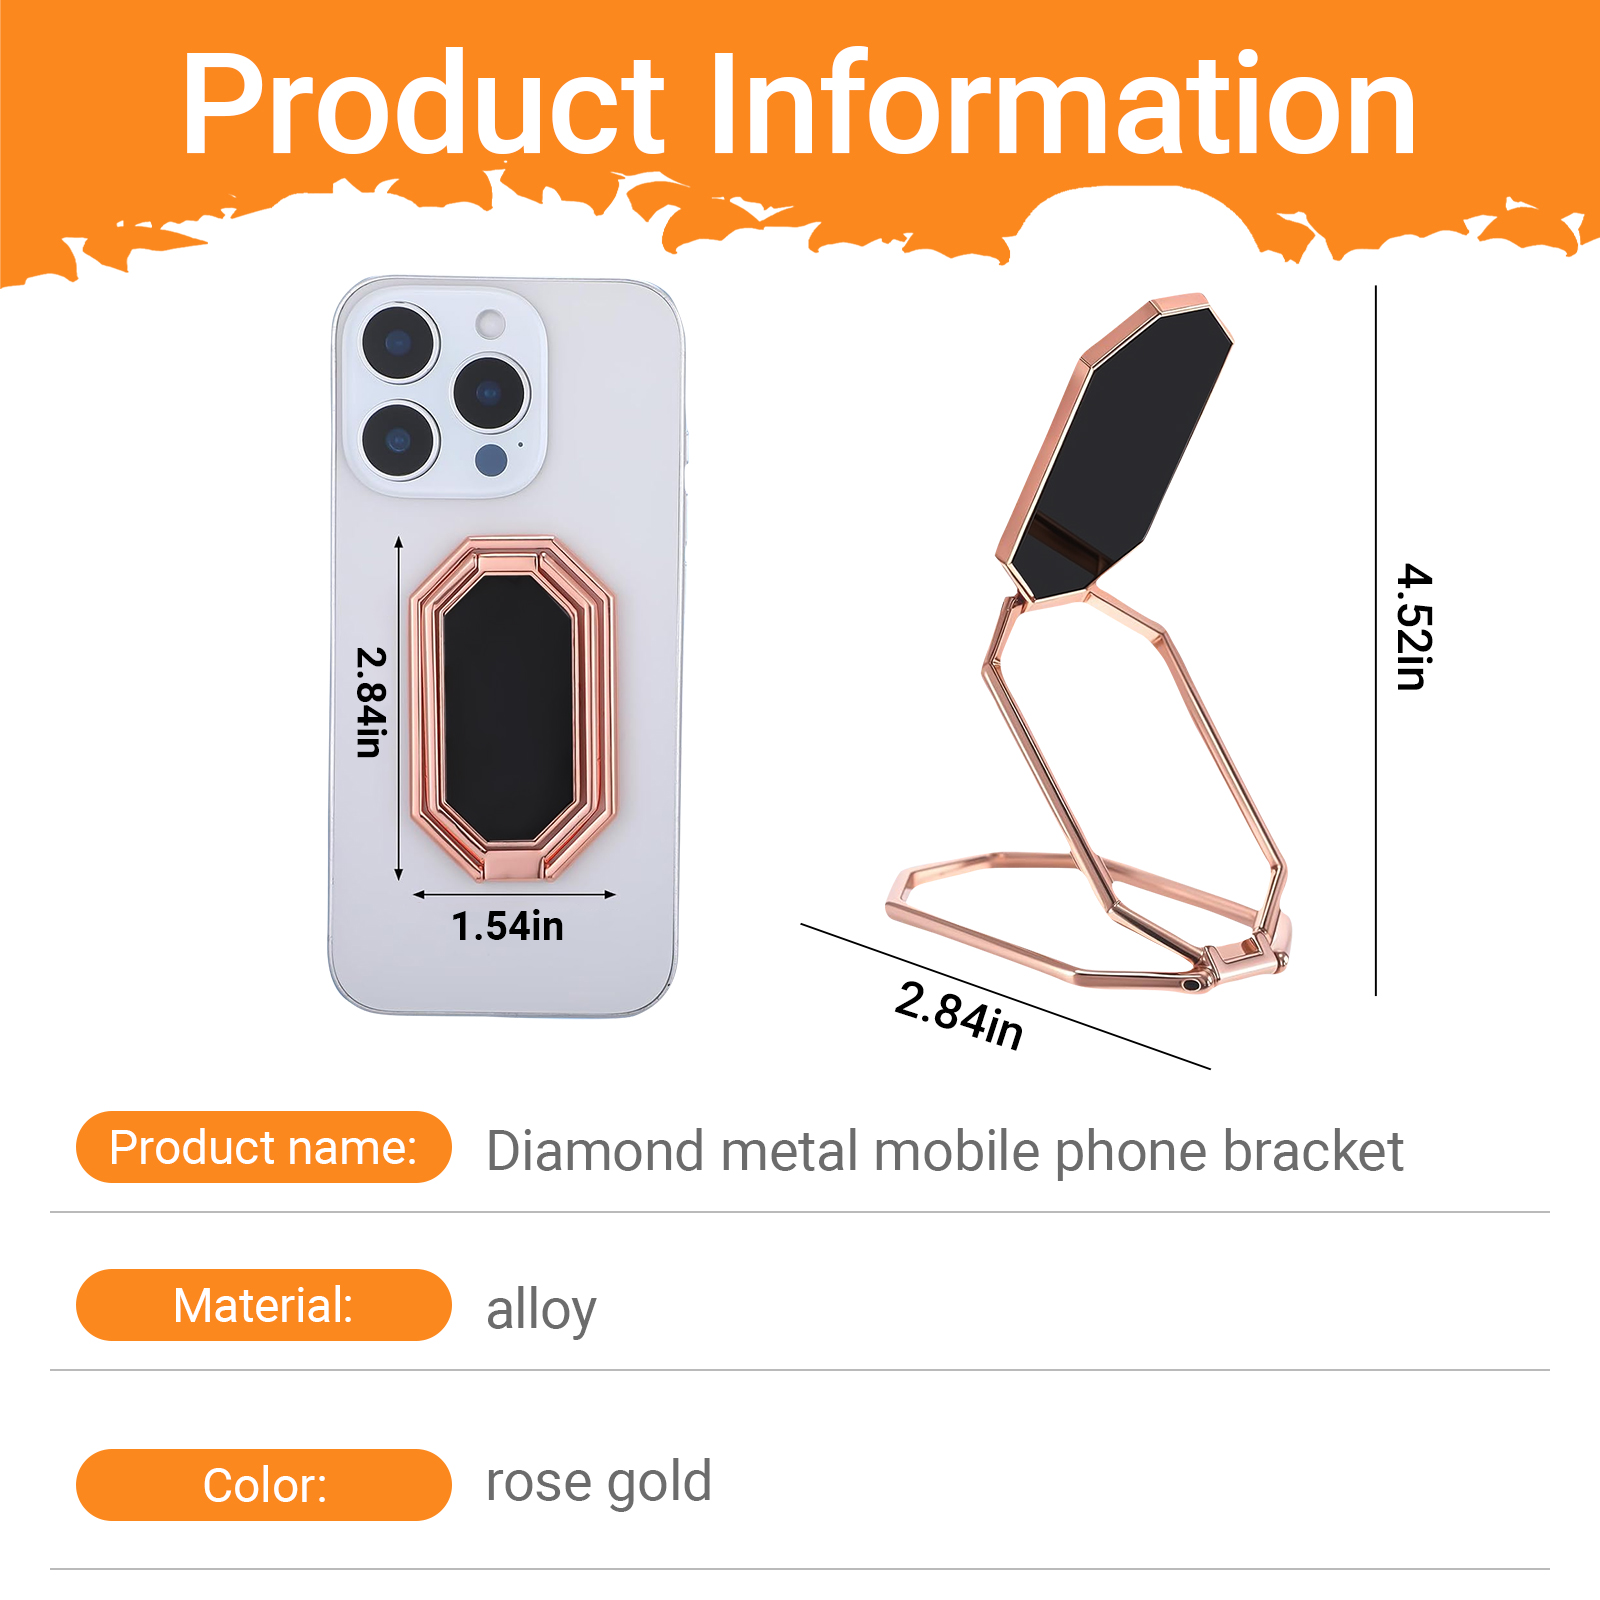 Product Information
2.84in
1.54in
4.52in
2.84in
Product name: Diamond metal mobile phone bracket
Material: alloy
Color: rose gold